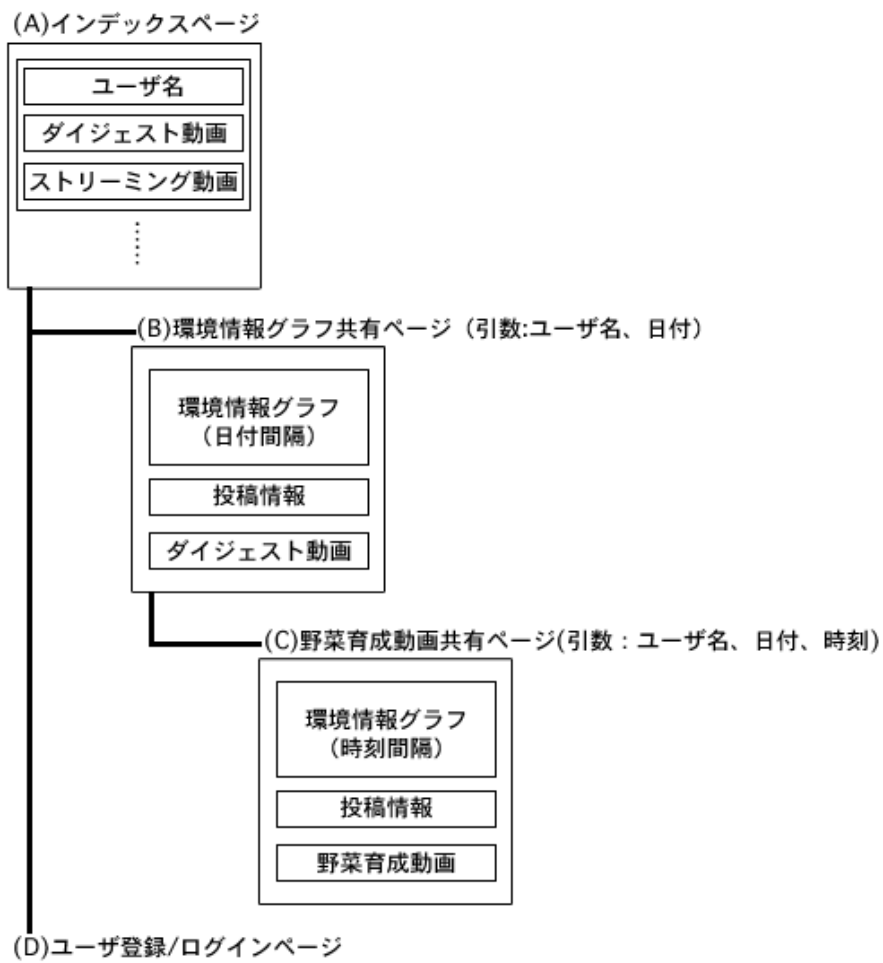 (A)インデックスページ
ユーザ名
ダイジェスト動画
ストリーミング動画
(B)環境情報グラフ共有ページ（引数:ユーザ名、日付）
環境情報グラフ
（日付間隔）
投稿情報
ダイジェスト動画
(C)野菜育成動画共有ページ(引数：ユーザ名、日付、時刻)
環境情報グラフ
（時刻間隔）
投稿情報
野菜育成動画
(D)ユーザ登録/ログインページ